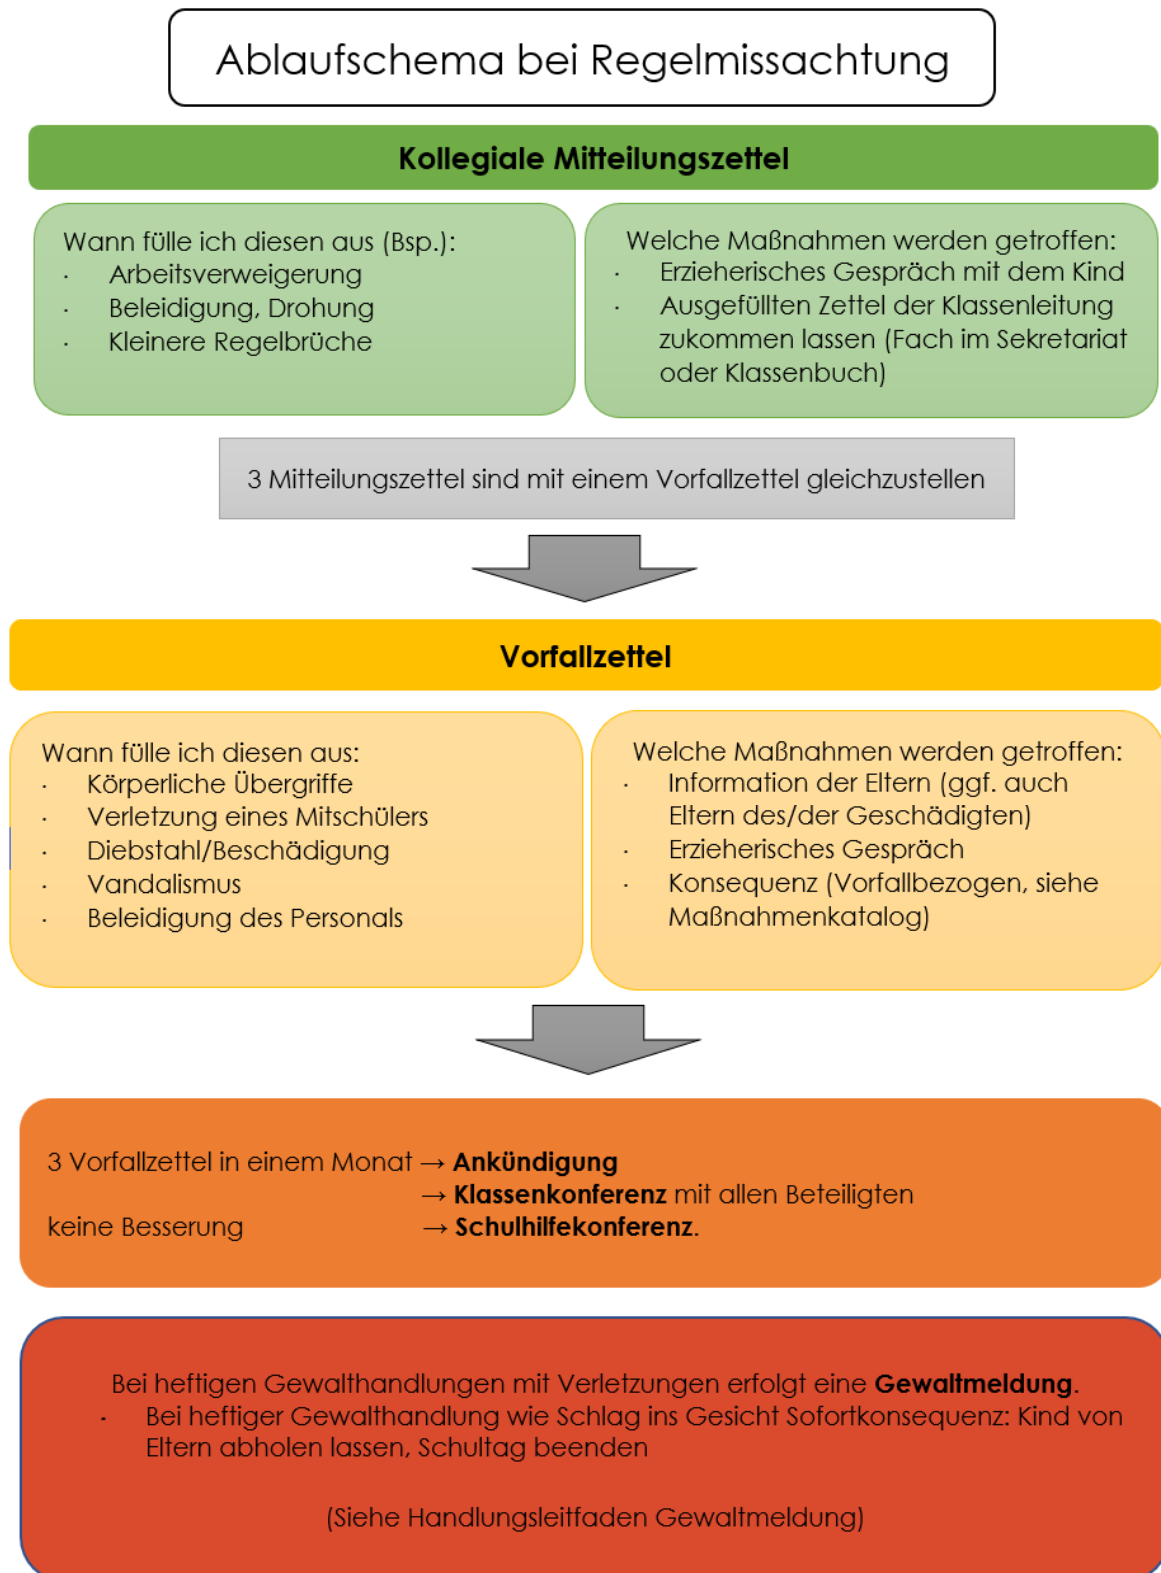 Ablaufschema bei Regelmissachtung
Kollegiale Mitteilungszettel
Wann fülle ich diesen aus (Bsp.):
· Arbeitsverweigerung
· Beleidigung, Drohung
· Kleinere Regelbrüche
Welche Maßnahmen werden getroffen:
· Erzieherisches Gespräch mit dem Kind
· Ausgefüllten Zettel der Klassenleitung
zukommen lassen (Fach im Sekretariat
oder Klassenbuch)
3 Mitteilungszettel sind mit einem Vorfallzettel gleichzustellen
Vorfallzettel
Wann fülle ich diesen aus:
· Körperliche Übergriffe
· Verletzung eines Mitschülers
· Diebstahl/Beschädigung
· Vandalismus
· Beleidigung des Personals
Welche Maßnahmen werden getroffen:
· Information der Eltern (ggf. auch
Eltern des/der Geschädigten)
· Erzieherisches Gespräch
· Konsequenz (Vorfallbezogen, siehe
Maßnahmenkatalog)
3 Vorfallzettel in einem Monat → Ankündigung
→ Klassenkonferenz mit allen Beteiligten
keine Besserung → Schulhilfekonferenz.
Bei heftigen Gewalthandlungen mit Verletzungen erfolgt eine Gewaltmeldung.
· Bei heftiger Gewalthandlung wie Schlag ins Gesicht Sofortkonsequenz: Kind von
Eltern abholen lassen, Schultag beenden
(Siehe Handlungsleitfaden Gewaltmeldung)